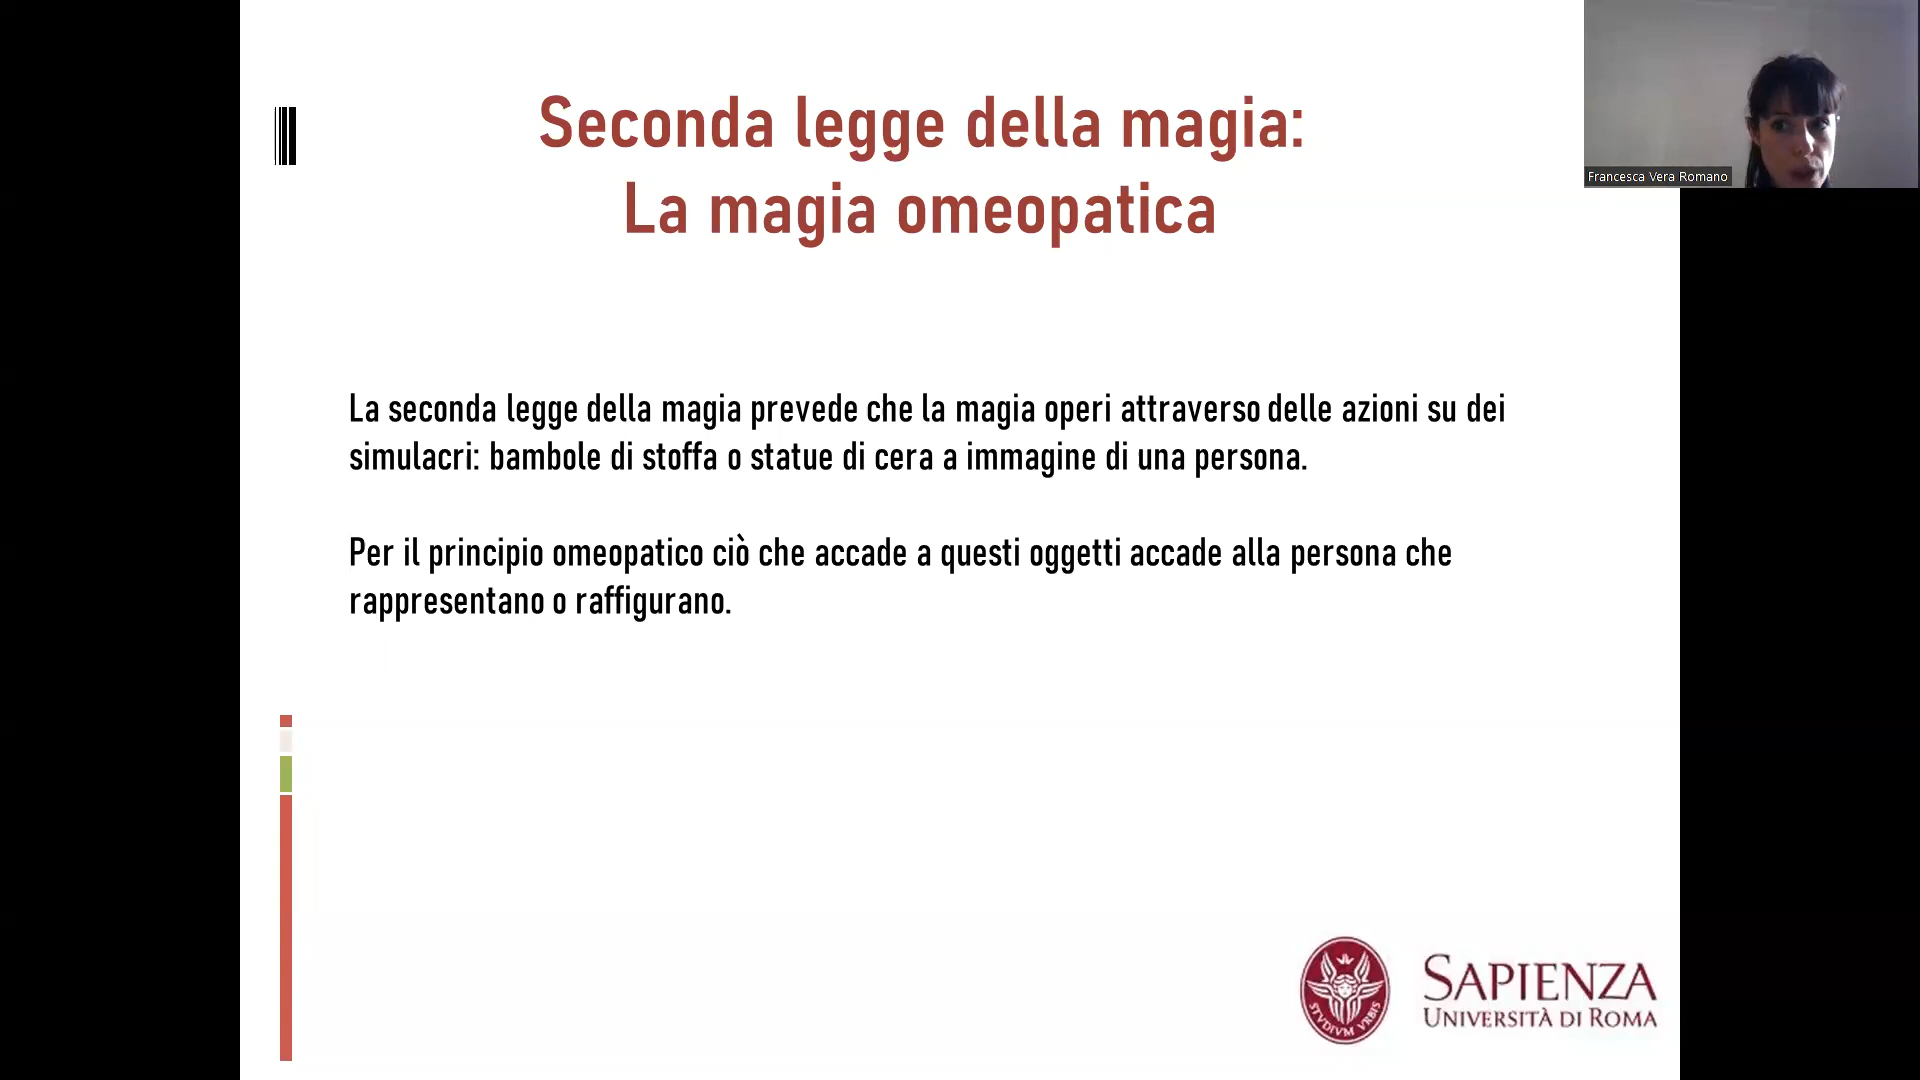 Seconda legge della magia:
La magia omeopatica
Francesca Vera Romano
La seconda legge della magia prevede che la magia operi attraverso delle azioni su dei
simulacri: bambole di stoffa o statue di cera a immagine di una persona.
Per il principio omeopatico ciò che accade a questi oggetti accade alla persona che
rappresentano o raffigurano.
STVDIVM VRBIS
SAPIENZA
UNIVERSITÀ DI ROMA